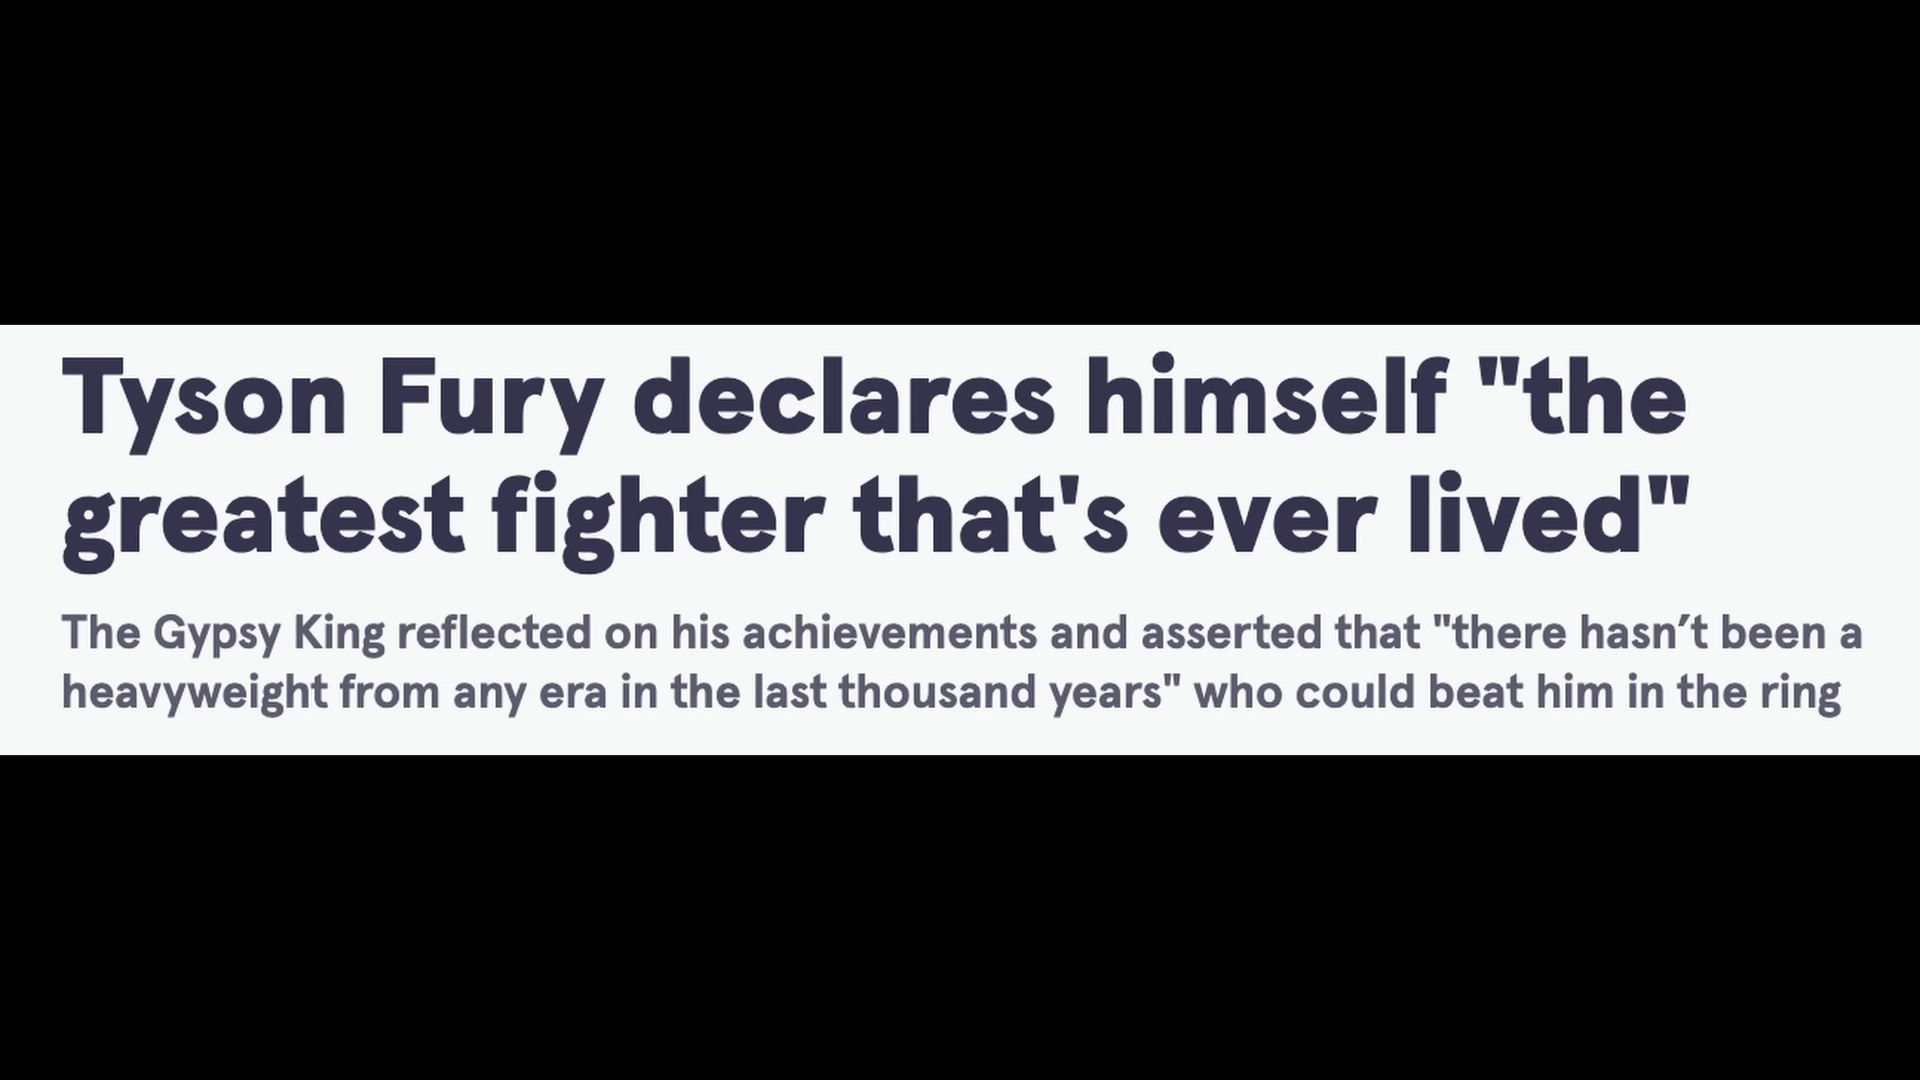 Tyson Fury declares himself "the
greatest fighter that's ever lived"
The Gypsy King reflected on his achievements and asserted that "there hasn’t been a
heavyweight from any era in the last thousand years" who could beat him in the ring